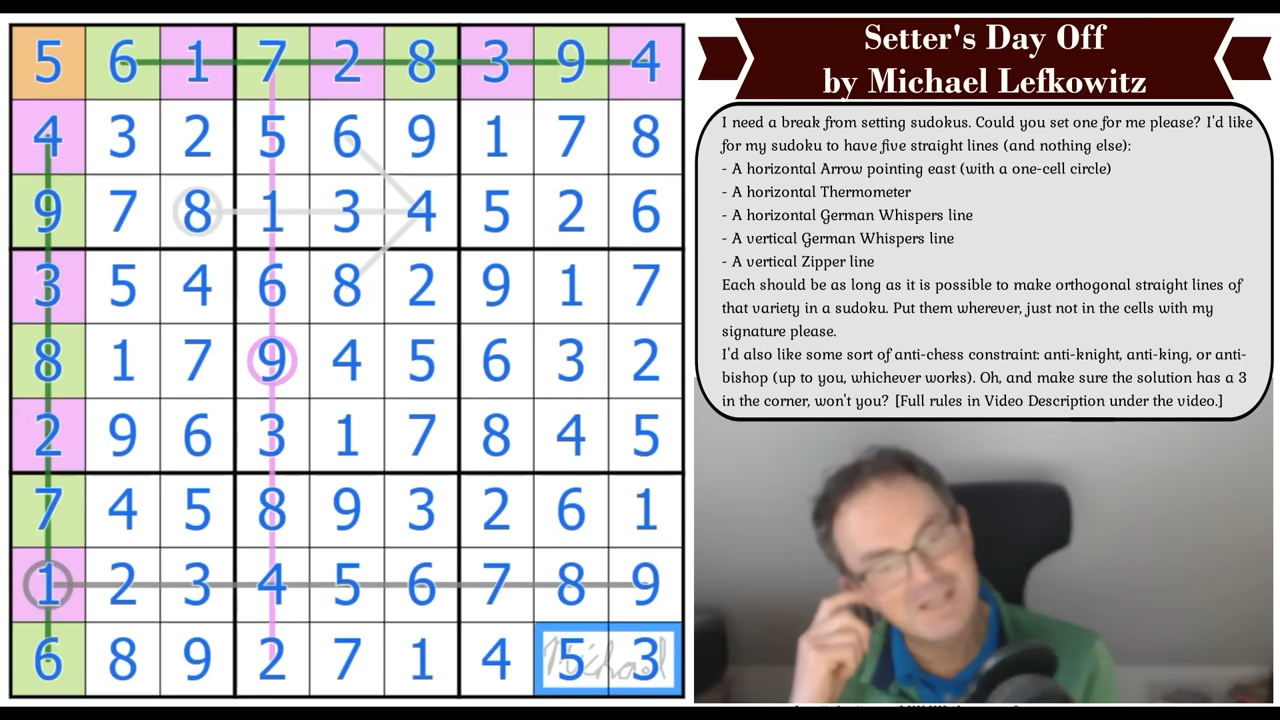 Setter's Day Off
by Michael Lefkowitz
I need a break from setting sudokus. Could you set one for me please? I'd like
for my sudoku to have five straight lines (and nothing else):
- A horizontal Arrow pointing east (with a one-cell circle)
- A horizontal Thermometer
- A horizontal German Whispers line
- A vertical German Whispers line
- A vertical Zipper line
Each should be as long as it is possible to make orthogonal straight lines of
that variety in a sudoku. Put them wherever, just not in the cells with my
signature please.
I'd also like some sort of anti-chess constraint: anti-knight, anti-king, or anti-
bishop (up to you, whichever works). Oh, and make sure the solution has a 3
in the corner, won't you? [Full rules in Video Description under the video.]
5 6 1 7 2 8 3 9 4
4 3 2 5 6 9 1 7 8
9 7 8 1 3 4 5 2 6
3 5 4 6 8 2 9 1 7
8 1 7 9 4 5 6 3 2
2 9 6 3 1 7 8 4 5
7 4 5 8 9 3 2 6 1
1 2 3 4 5 6 7 8 9
6 8 9 2 7 1 4 5 3
Michael